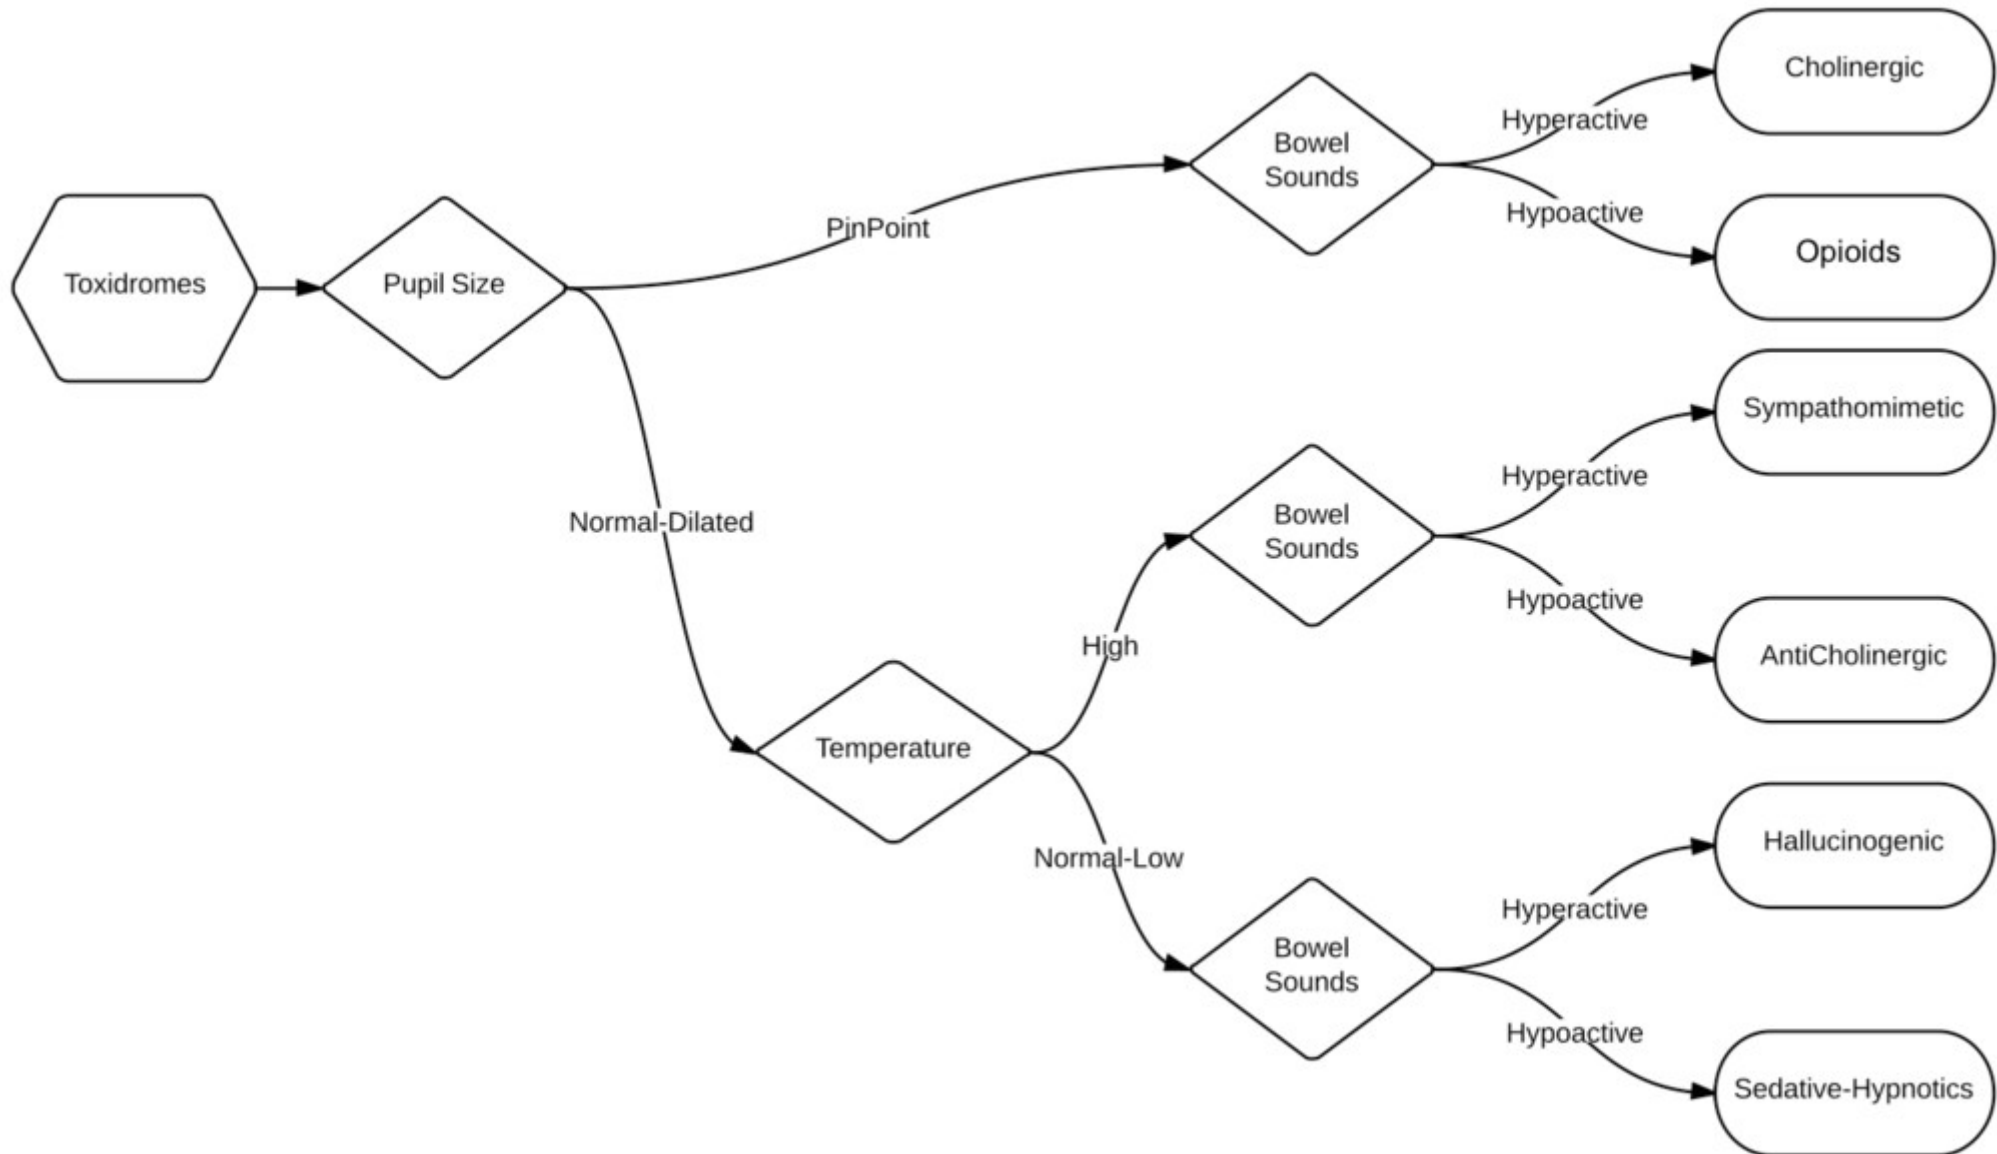 Toxidromes
Pupil Size
PinPoint
Normal-Dilated
Bowel
Sounds
Hyperactive
Cholinergic
Hypoactive
Opioids
Temperature
High
Normal-Low
Bowel
Sounds
Hyperactive
Sympathomimetic
Hypoactive
AntiCholinergic
Bowel
Sounds
Hyperactive
Hallucinogenic
Hypoactive
Sedative-Hypnotics